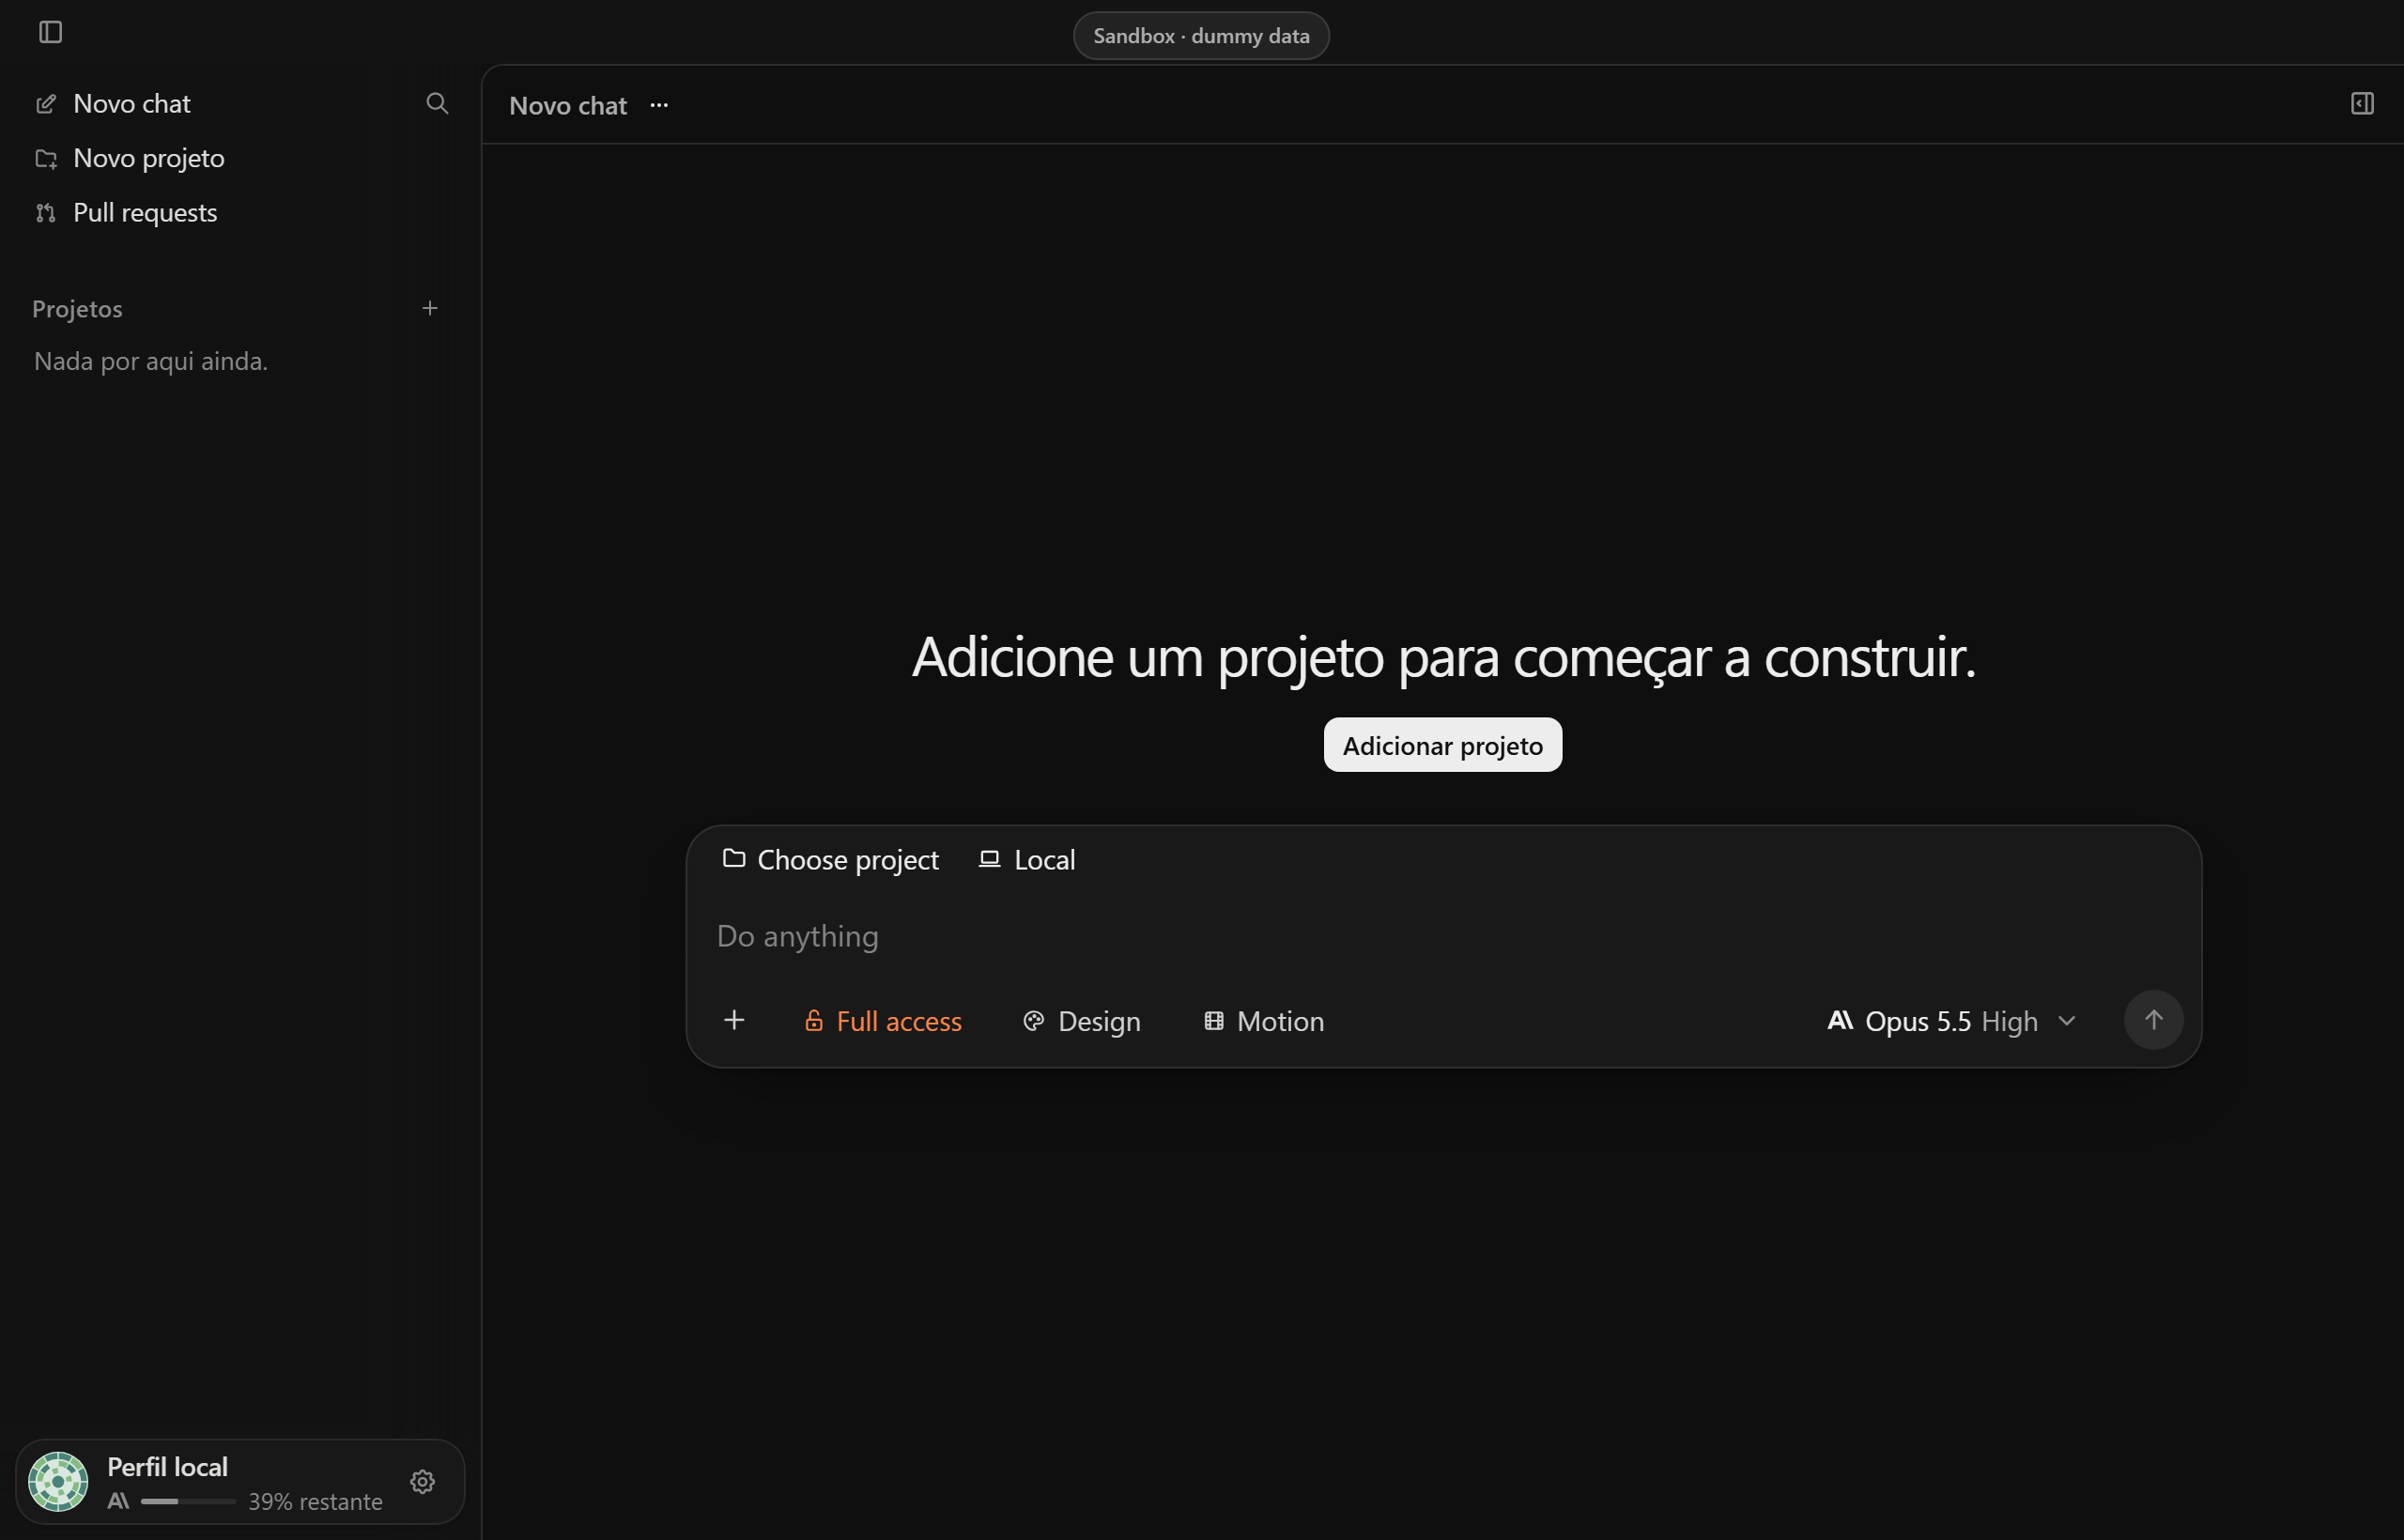 Sandbox · dummy data
Novo chat
Novo projeto
Pull requests
Projetos
Nada por aqui ainda.
Novo chat
Adicione um projeto para começar a construir.
Adicionar projeto
Choose project Local
Do anything
Full access Design Motion Opus 5.5 High
Perfil local
39% restante